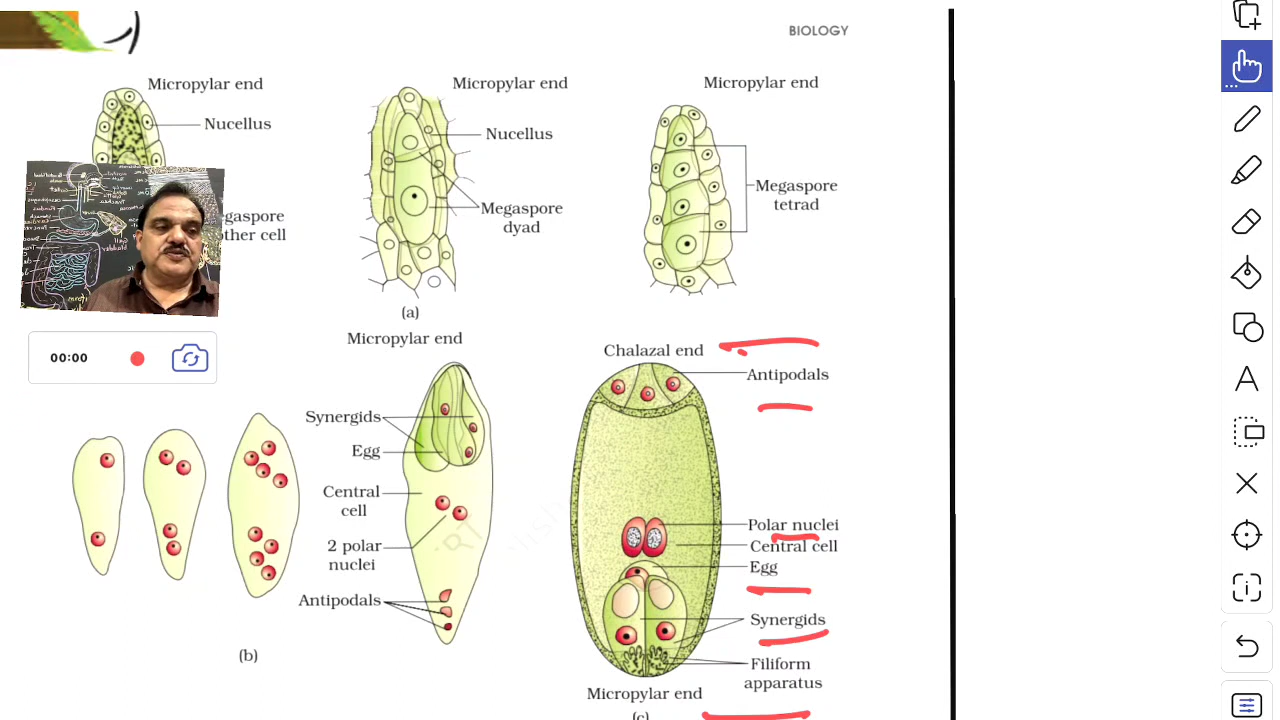 BIOLOGY
Micropylar end
Nucellus
egaspore
other cell
Micropylar end
Nucellus
Megaspore
dyad
Micropylar end
Megaspore
tetrad
(a)
00:00
Micropylar end
Synergids
Egg
Central
cell
2 polar
nuclei
Antipodals
(b)
Chalazal end
Antipodals
Polar nuclei
Central cell
Egg
Synergids
Filiform
apparatus
Micropylar end
(c)